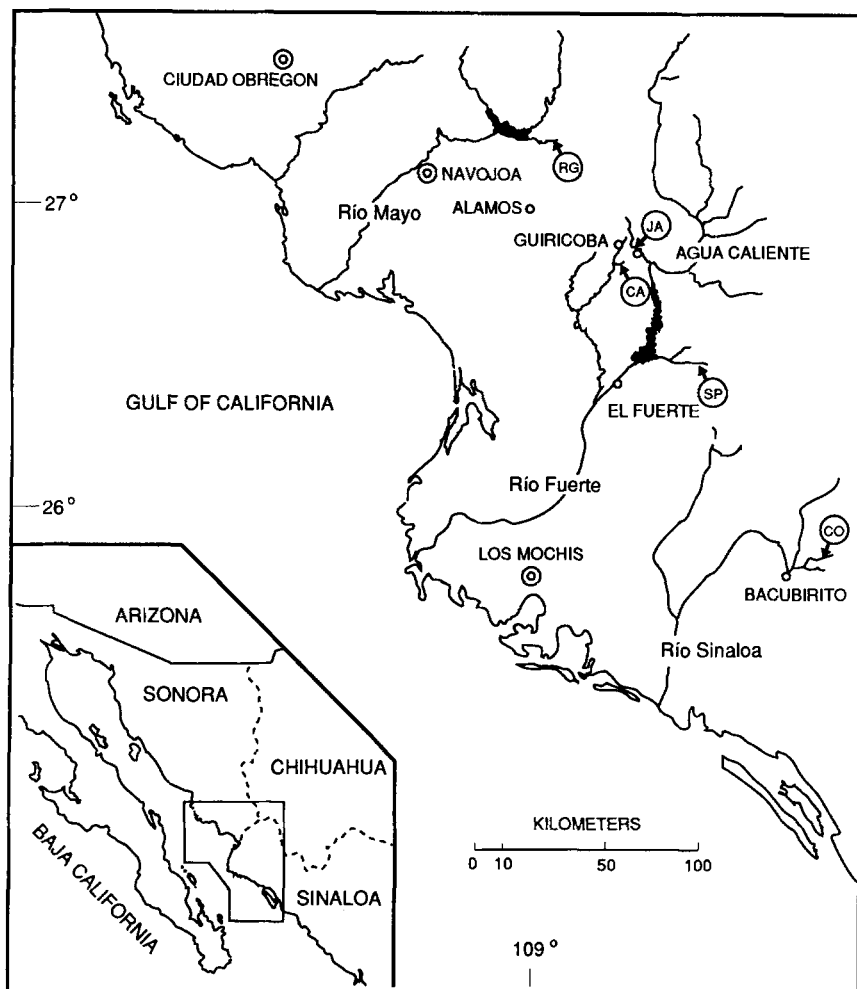 CIUDAD OBREGON
NAVOJOA
RG
27°
Río Mayo
ALAMOS
JA
GUIRICOBA
AGUA CALIENTE
CA
GULF OF CALIFORNIA
SP
EL FUERTE
Río Fuerte
26°
CO
LOS MOCHIS
BACUBIRITO
ARIZONA
Río Sinaloa
SONORA
CHIHUAHUA
KILOMETERS
BAJA CALIFORNIA
0 10 50 100
SINALOA
109°